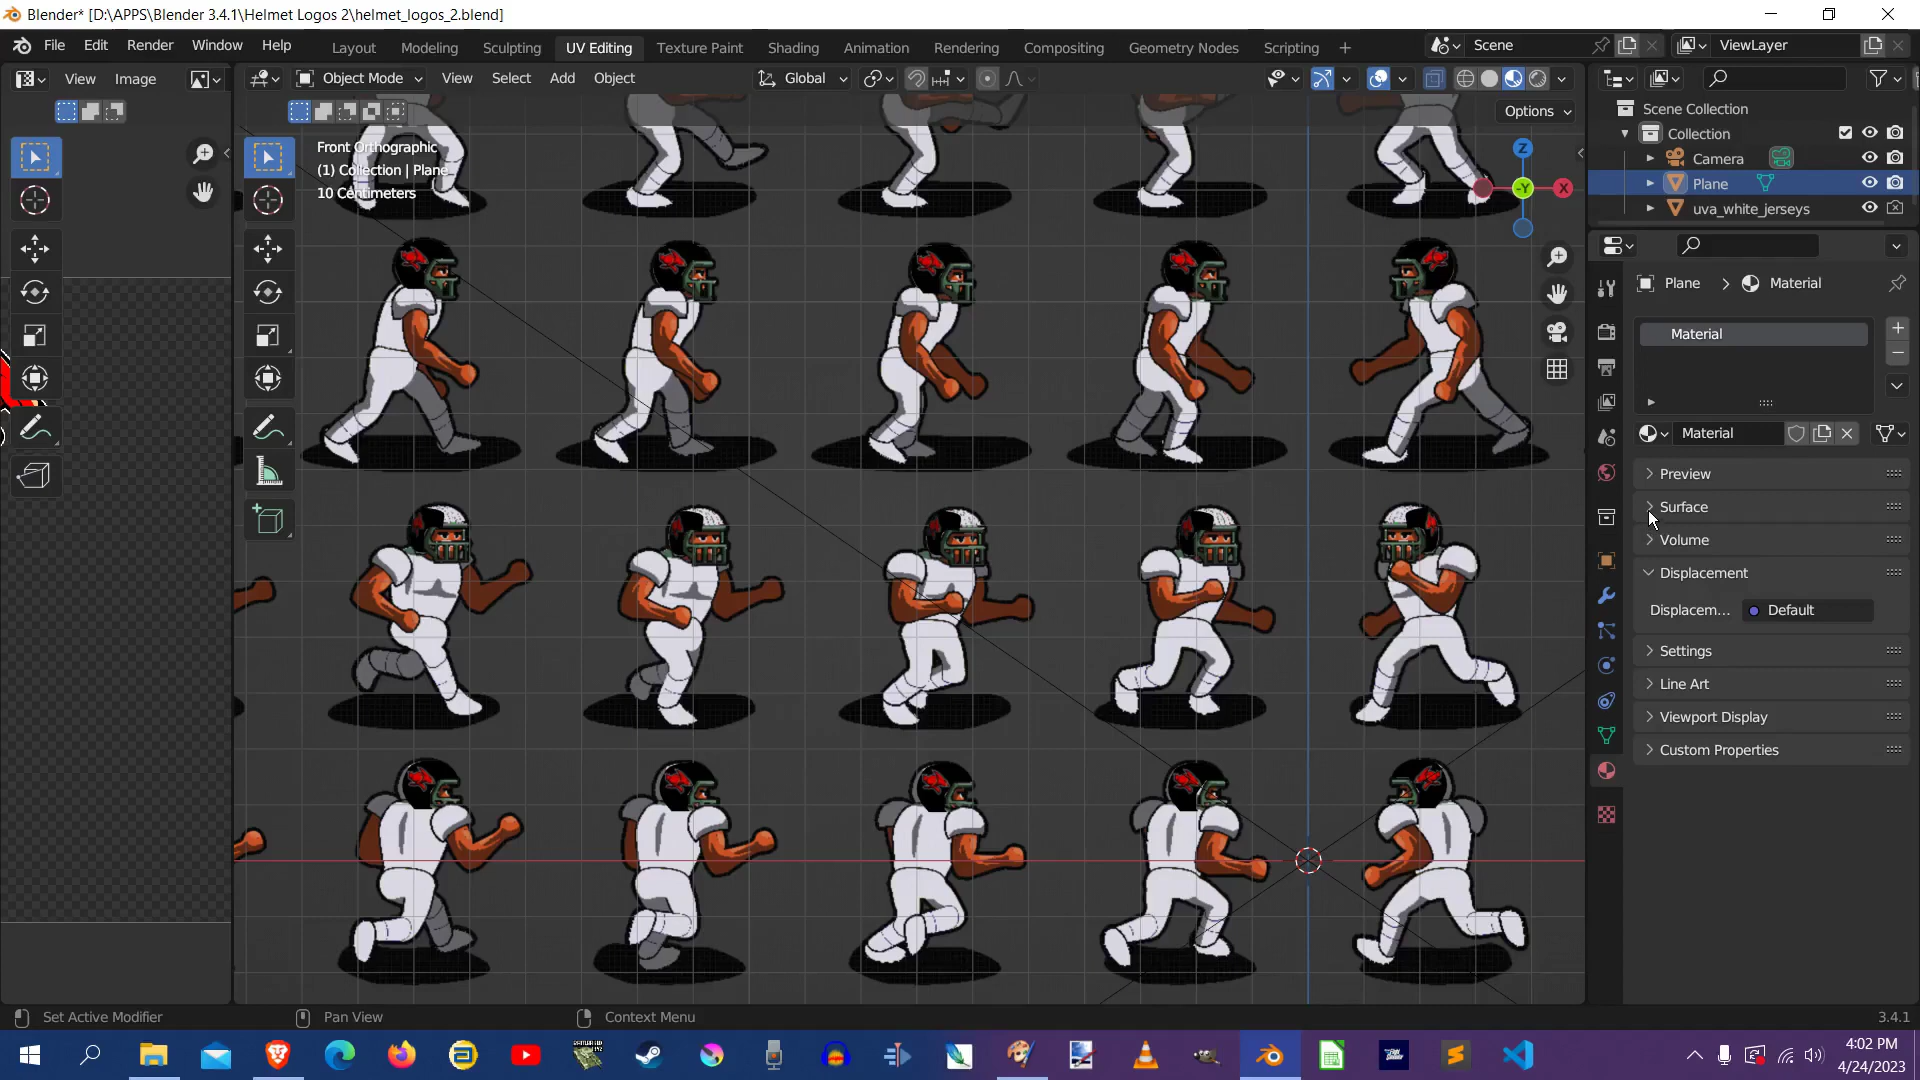 Blender* [D:\APPS\Blender 3.4.1\Helmet Logos 2\helmet_logos_2.blend]
File Edit Render Window Help Layout Modeling Sculpting UV Editing Texture Paint Shading Animation Rendering Compositing Geometry Nodes Scripting + Scene ViewLayer
View Image Object Mode View Select Add Object Global
Options
Scene Collection
Collection
Camera
Plane
uva_white_jerseys
Front Orthographic
(1) Collection | Plane
10 Centimeters
Z
-Y
X
Plane > Material
Material
Material
Preview
Surface
Volume
Displacement
Displacem... Default
Settings
Line Art
Viewport Display
Custom Properties
Set Active Modifier Pan View Context Menu 3.4.1
4:02 PM
4/24/2023